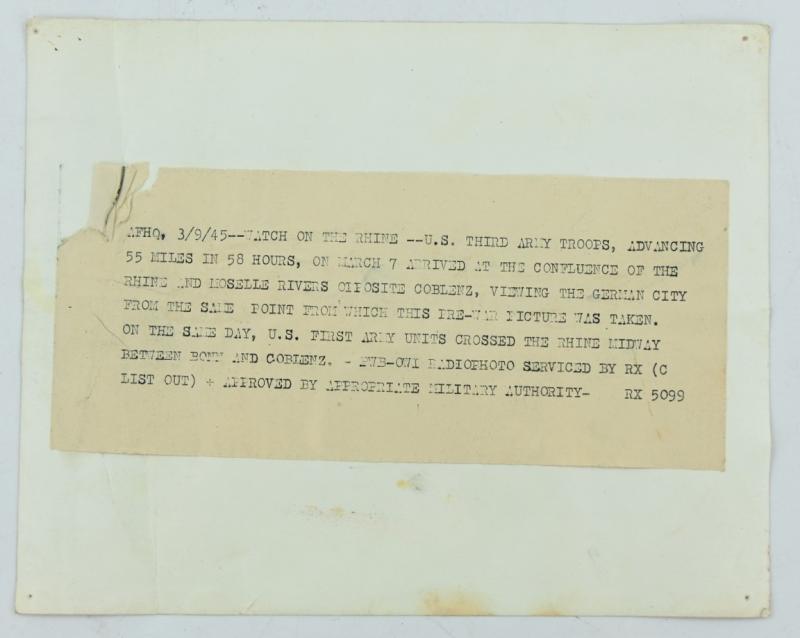 AFHQ, 3/9/45--WATCH ON THE RHINE --U.S. THIRD ARMY TROOPS, ADVANCING
55 MILES IN 58 HOURS, ON MARCH 7 ARRIVED AT THE CONFLUENCE OF THE
RHINE AND MOSELLE RIVERS OPPOSITE COBLENZ, VIEWING THE GERMAN CITY
FROM THE SAME POINT FROM WHICH THIS PRE-WAR PICTURE WAS TAKEN.
ON THE SAME DAY, U.S. FIRST ARMY UNITS CROSSED THE RHINE MIDWAY
BETWEEN BONN AND COBLENZ. - PWB-OWI RADIOPHOTO SERVICED BY RX (C
LIST OUT) + APPROVED BY APPROPRIATE MILITARY AUTHORITY- RX 5099